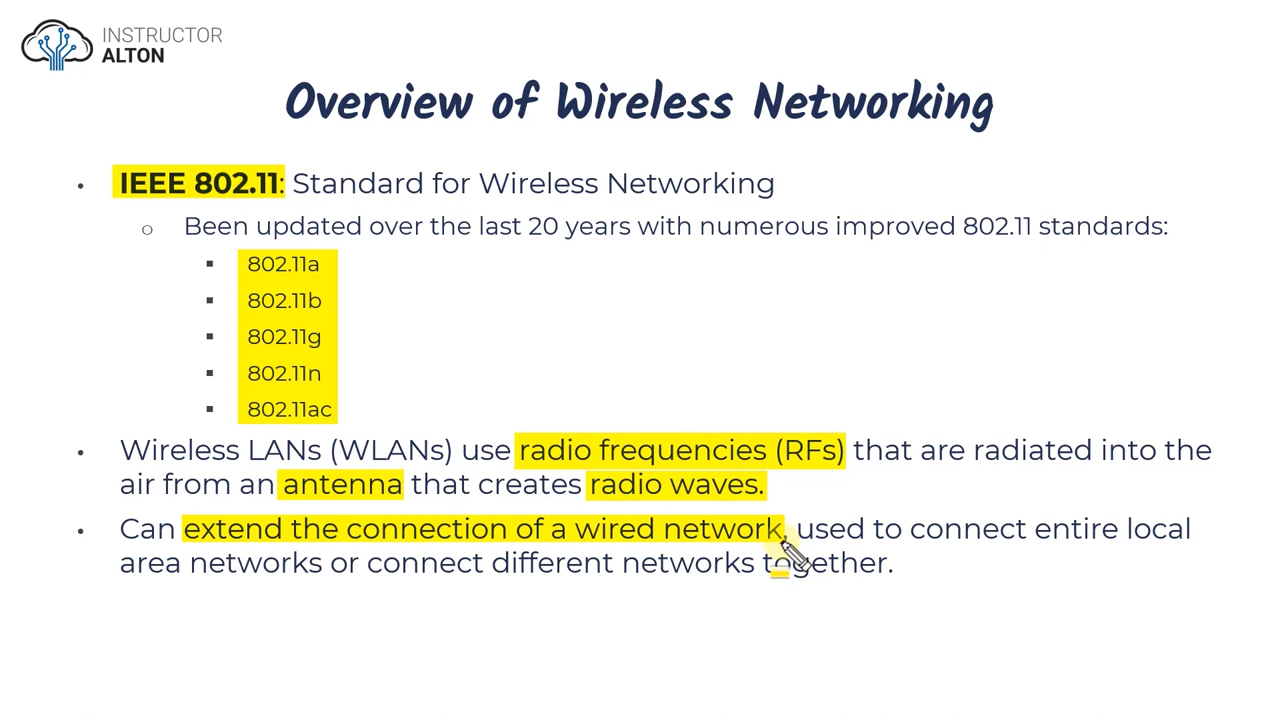 INSTRUCTOR
ALTON
Overview of Wireless Networking
• IEEE 802.11: Standard for Wireless Networking
○ Been updated over the last 20 years with numerous improved 802.11 standards:
▪ 802.11a
▪ 802.11b
▪ 802.11g
▪ 802.11n
▪ 802.11ac
• Wireless LANs (WLANs) use radio frequencies (RFs) that are radiated into the
air from an antenna that creates radio waves.
• Can extend the connection of a wired network, used to connect entire local
area networks or connect different networks together.